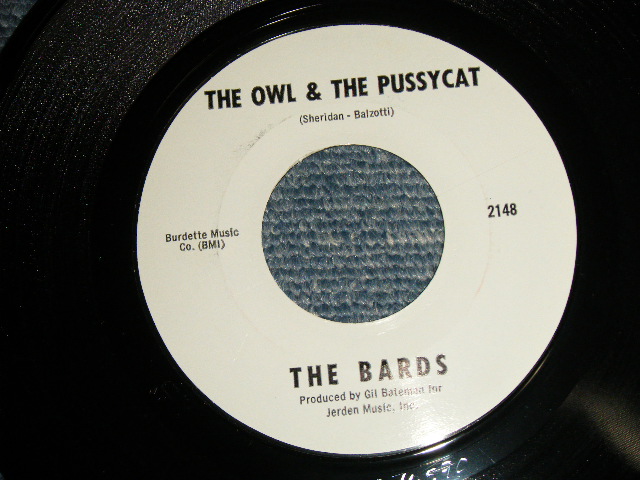 THE OWL & THE PUSSYCAT
(Sheridan - Balzotti)
2148
Burdette Music
Co. (BMI)
THE BARDS
Produced by Gil Bateman for
Jerden Music, Inc.